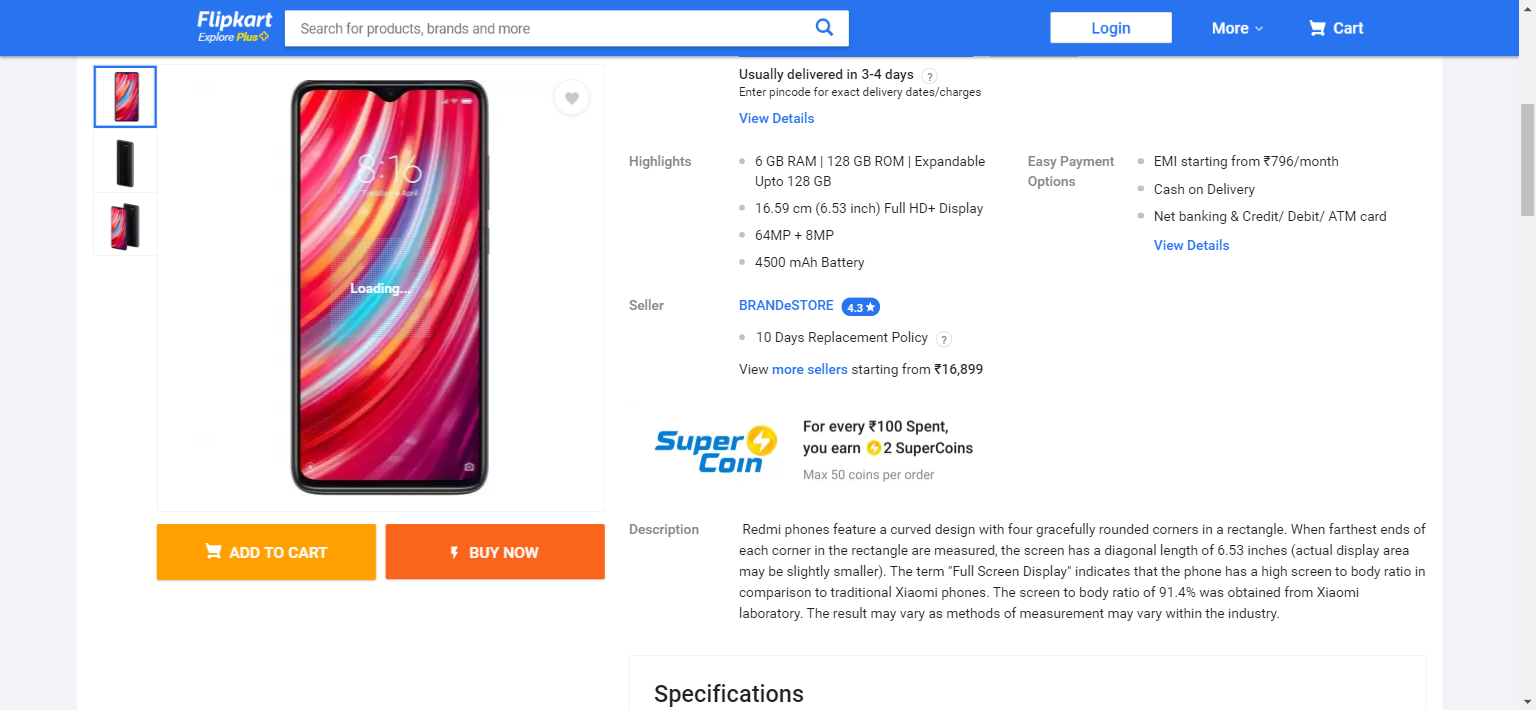 Flipkart
Explore Plus
Search for products, brands and more
Login
More
Cart
8:16
Loading...
ADD TO CART
BUY NOW
Usually delivered in 3-4 days ?
Enter pincode for exact delivery dates/charges
View Details
Highlights
6 GB RAM | 128 GB ROM | Expandable
Upto 128 GB
16.59 cm (6.53 inch) Full HD+ Display
64MP + 8MP
4500 mAh Battery
Easy Payment
Options
EMI starting from ₹796/month
Cash on Delivery
Net banking & Credit/ Debit/ ATM card
View Details
Seller
BRANDeSTORE 4.3★
10 Days Replacement Policy ?
View more sellers starting from ₹16,899
Super
Coin
For every ₹100 Spent,
you earn 2 SuperCoins
Max 50 coins per order
Description
Redmi phones feature a curved design with four gracefully rounded corners in a rectangle. When farthest ends of
each corner in the rectangle are measured, the screen has a diagonal length of 6.53 inches (actual display area
may be slightly smaller). The term "Full Screen Display" indicates that the phone has a high screen to body ratio in
comparison to traditional Xiaomi phones. The screen to body ratio of 91.4% was obtained from Xiaomi
laboratory. The result may vary as methods of measurement may vary within the industry.
Specifications